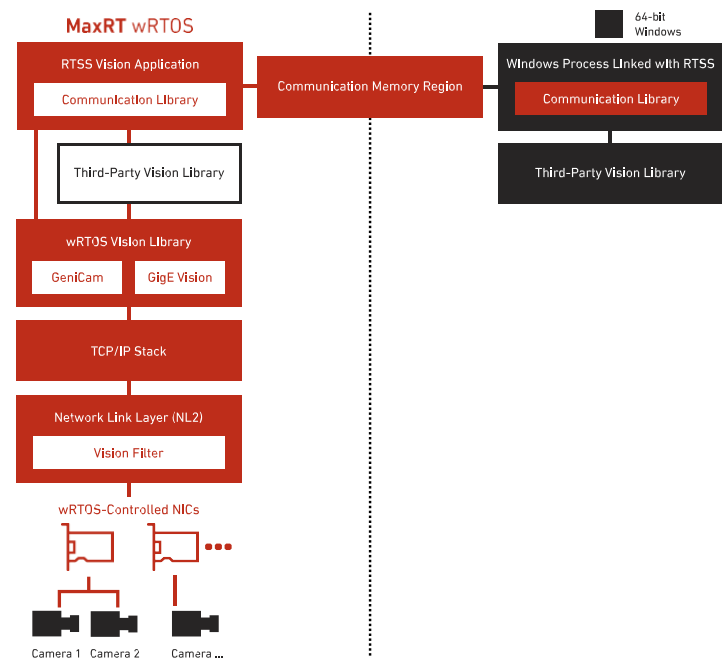 MaxRT wRTOS
64-bit
Windows
RTSS Vision Application
Communication Library
Communication Memory Region
Windows Process Linked with RTSS
Communication Library
Third-Party Vision Library
Third-Party Vision Library
wRTOS Vision Library
GeniCam
GigE Vision
TCP/IP Stack
Network Link Layer (NL2)
Vision Filter
wRTOS-Controlled NICs
Camera 1
Camera 2
Camera ...